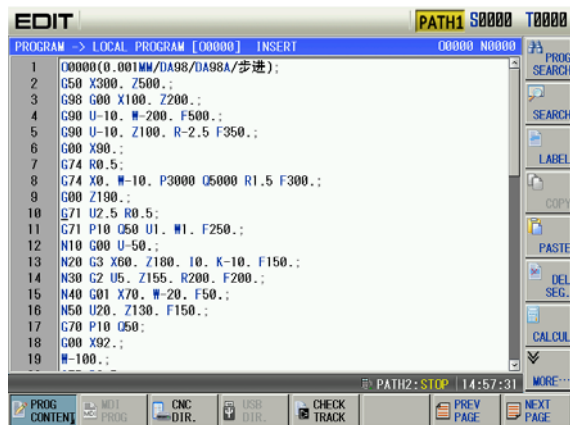 EDIT PATH1 S0000 T0000
PROGRAM -> LOCAL PROGRAM [O0000] INSERT O0000 N0000
1 O0000(0.001MM/DA98/DA98A/步进);
2 G50 X300. Z500.;
3 G98 G00 X100. Z200.;
4 G90 U-10. W-200. F500.;
5 G90 U-10. Z100. R-2.5 F350.;
6 G00 X90.;
7 G74 R0.5;
8 G74 X0. W-10. P3000 Q5000 R1.5 F300.;
9 G00 Z190.;
10 G71 U2.5 R0.5;
11 G71 P10 Q50 U1. W1. F250.;
12 N10 G00 U-50.;
13 N20 G3 X60. Z180. I0. K-10. F150.;
14 N30 G2 U5. Z155. R200. F200.;
15 N40 G01 X70. W-20. F50.;
16 N50 U20. Z130. F150.;
17 G70 P10 Q50;
18 G00 X92.;
19 W-100.;
PATH2:STOP 14:57:31
PROG
SEARCH
SEARCH
LABEL
COPY
PASTE
DEL
SEG.
CALCUL
MORE...
PROG
CONTENT
MDI
PROG
CNC
DIR.
USB
DIR.
CHECK
TRACK
PREV
PAGE
NEXT
PAGE